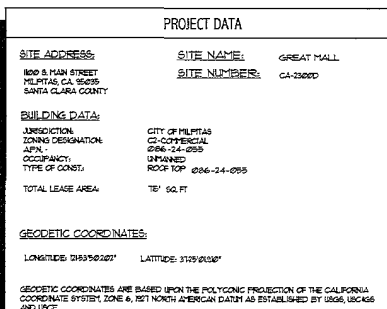 PROJECT DATA
SITE ADDRESS:
1100 S. MAIN STREET
MILPITAS, CA. 95035
SANTA CLARA COUNTY
SITE NAME: GREAT MALL
SITE NUMBER: CA-2300D
BUILDING DATA:
JURISDICTION: CITY OF MILPITAS
ZONING DESIGNATION: C2-COMMERCIAL
A.P.N. - 086-24-055
OCCUPANCY: UNMANNED
TYPE OF CONST.: ROOF TOP 086-24-055
TOTAL LEASE AREA: SQ. FT
GEODETIC COORDINATES:
LONGITUDE: LATITUDE:
GEODETIC COORDINATES ARE BASED UPON THE POLYCONIC PROJECTION OF THE CALIFORNIA
COORDINATE SYSTEM, ZONE 6, 1927 NORTH AMERICAN DATUM AS ESTABLISHED BY USGS, USC&GS
AND USCE